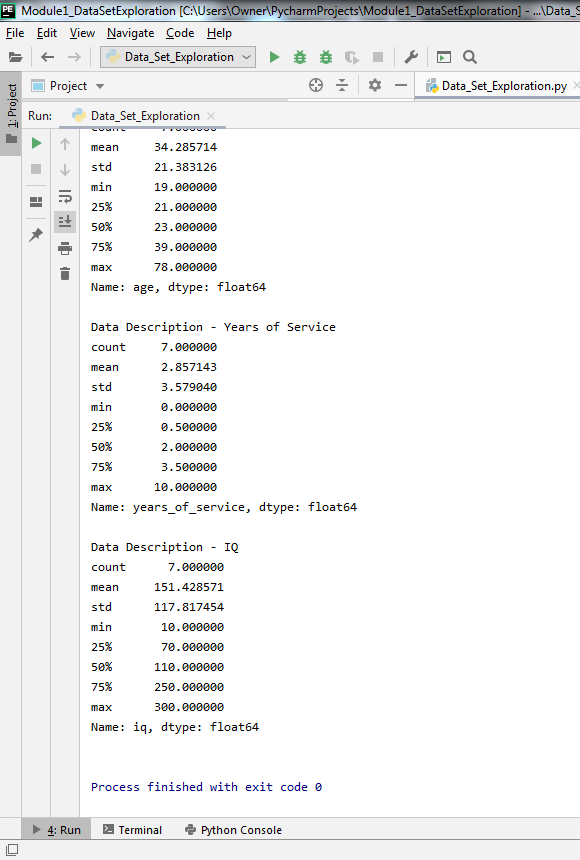 PE Module1_DataSetExploration [C:\Users\Owner\PycharmProjects\Module1_DataSetExploration] - ...\Data_S
File Edit View Navigate Code Help
Data_Set_Exploration
Project
Data_Set_Exploration.py
1: Project
Run: Data_Set_Exploration
count 7.000000
mean 34.285714
std 21.383126
min 19.000000
25% 21.000000
50% 23.000000
75% 39.000000
max 78.000000
Name: age, dtype: float64
Data Description - Years of Service
count 7.000000
mean 2.857143
std 3.579040
min 0.000000
25% 0.500000
50% 2.000000
75% 3.500000
max 10.000000
Name: years_of_service, dtype: float64
Data Description - IQ
count 7.000000
mean 151.428571
std 117.817454
min 10.000000
25% 70.000000
50% 110.000000
75% 250.000000
max 300.000000
Name: iq, dtype: float64
Process finished with exit code 0
4: Run Terminal Python Console